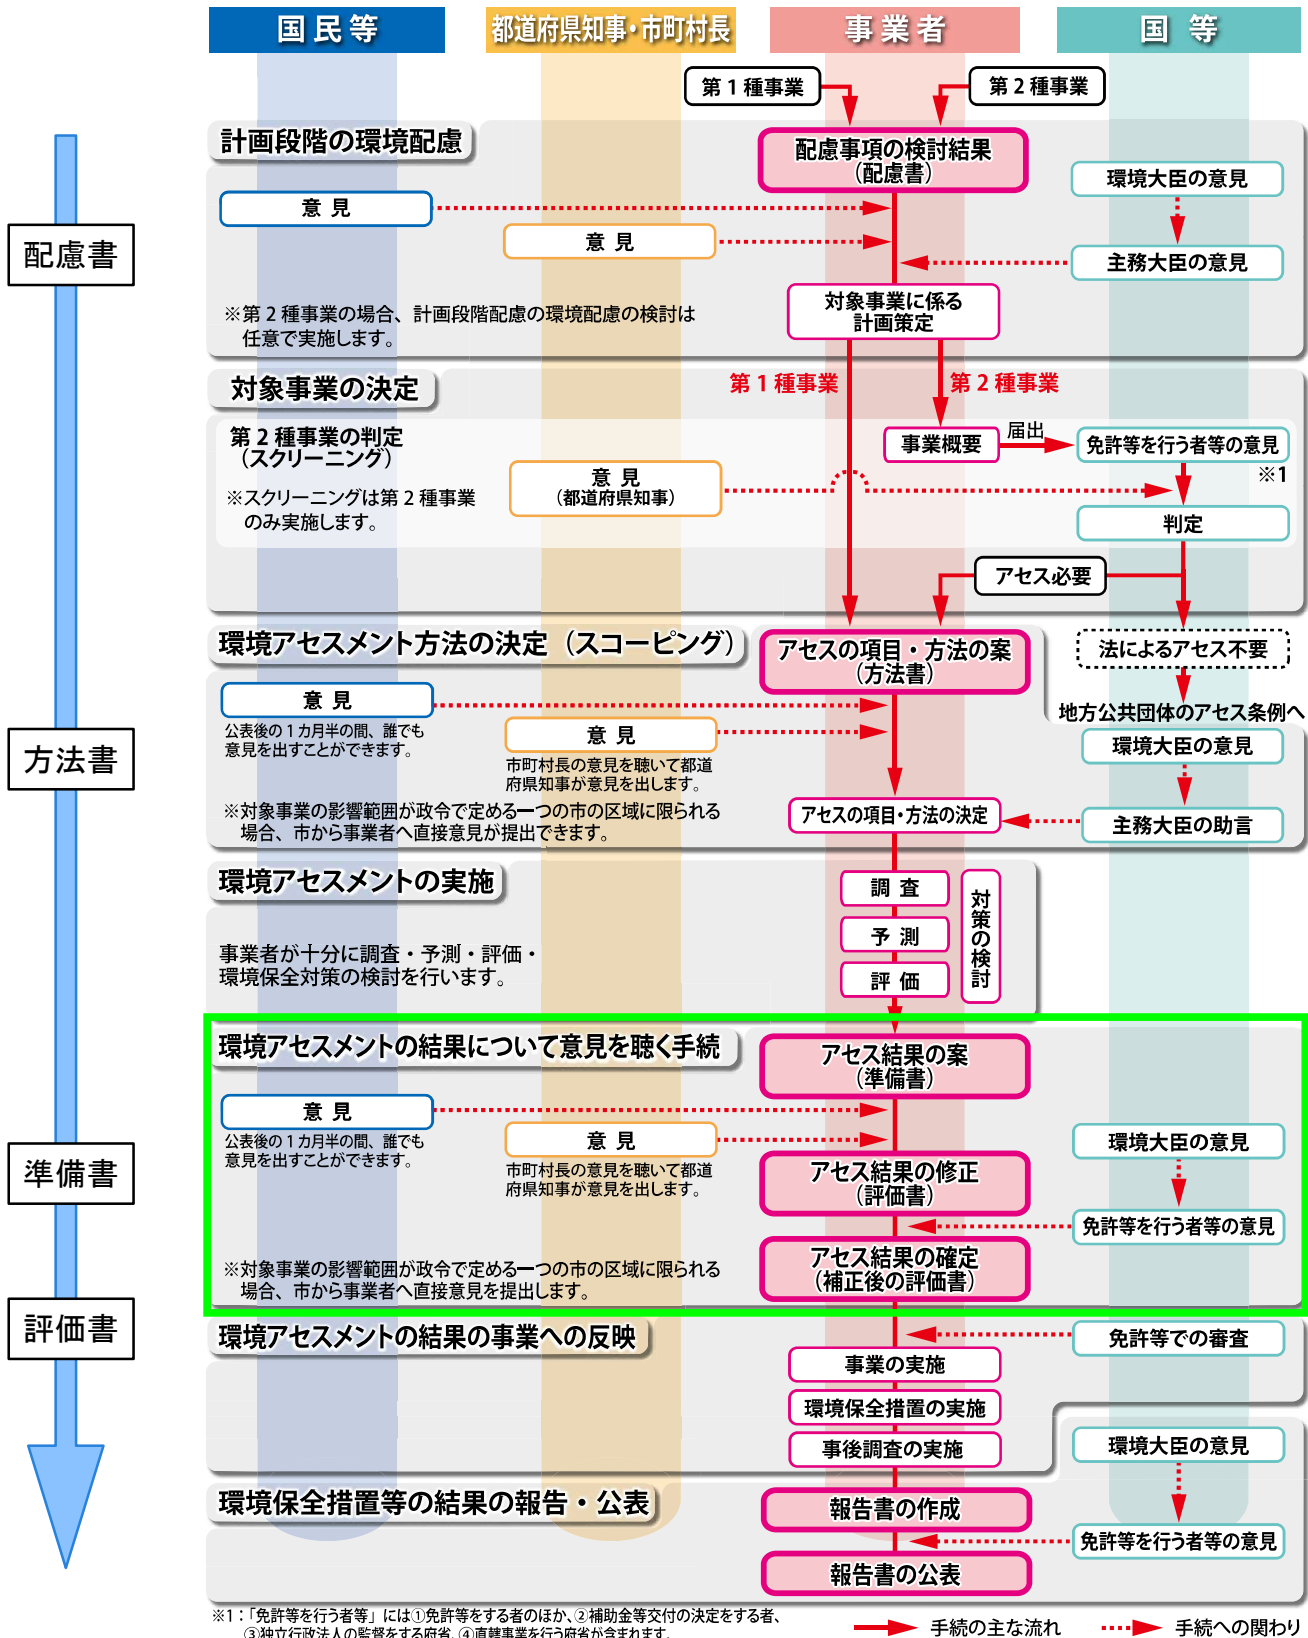 国民等
都道府県知事・市町村長
事業者
国 等
第1種事業
第2種事業
計画段階の環境配慮
配慮事項の検討結果
（配慮書）
環境大臣の意見
意 見
配慮書
意 見
主務大臣の意見
対象事業に係る
計画策定
※第2種事業の場合、計画段階配慮の環境配慮の検討は
任意で実施します。
対象事業の決定
第1種事業
第2種事業
第2種事業の判定
（スクリーニング）
事業概要
届出
免許等を行う者等の意見
※1
意 見
（都道府県知事）
※スクリーニングは第2種事業
のみ実施します。
判定
アセス必要
環境アセスメント方法の決定（スコーピング）
アセスの項目・方法の案
（方法書）
法によるアセス不要
地方公共団体のアセス条例へ
意 見
公表後の1カ月半の間、誰でも
意見を出すことができます。
方法書
意 見
市町村長の意見を聴いて都道
府県知事が意見を出します。
環境大臣の意見
※対象事業の影響範囲が政令で定める一つの市の区域に限られる
場合、市から事業者へ直接意見が提出できます。
アセスの項目・方法の決定
主務大臣の助言
環境アセスメントの実施
調 査
予 測
評 価
対策の検討
事業者が十分に調査・予測・評価・
環境保全対策の検討を行います。
環境アセスメントの結果について意見を聴く手続
アセス結果の案
（準備書）
意 見
公表後の1カ月半の間、誰でも
意見を出すことができます。
準備書
意 見
市町村長の意見を聴いて都道
府県知事が意見を出します。
環境大臣の意見
アセス結果の修正
（評価書）
免許等を行う者等の意見
アセス結果の確定
（補正後の評価書）
※対象事業の影響範囲が政令で定める一つの市の区域に限られる
場合、市から事業者へ直接意見を提出します。
評価書
環境アセスメントの結果の事業への反映
免許等での審査
事業の実施
環境保全措置の実施
事後調査の実施
環境大臣の意見
環境保全措置等の結果の報告・公表
報告書の作成
免許等を行う者等の意見
報告書の公表
※1：「免許等を行う者等」には①免許等をする者のほか、②補助金等交付の決定をする者、
③独立行政法人の監督をする府省、④直轄事業を行う府省が含まれます。
手続の主な流れ
手続への関わり